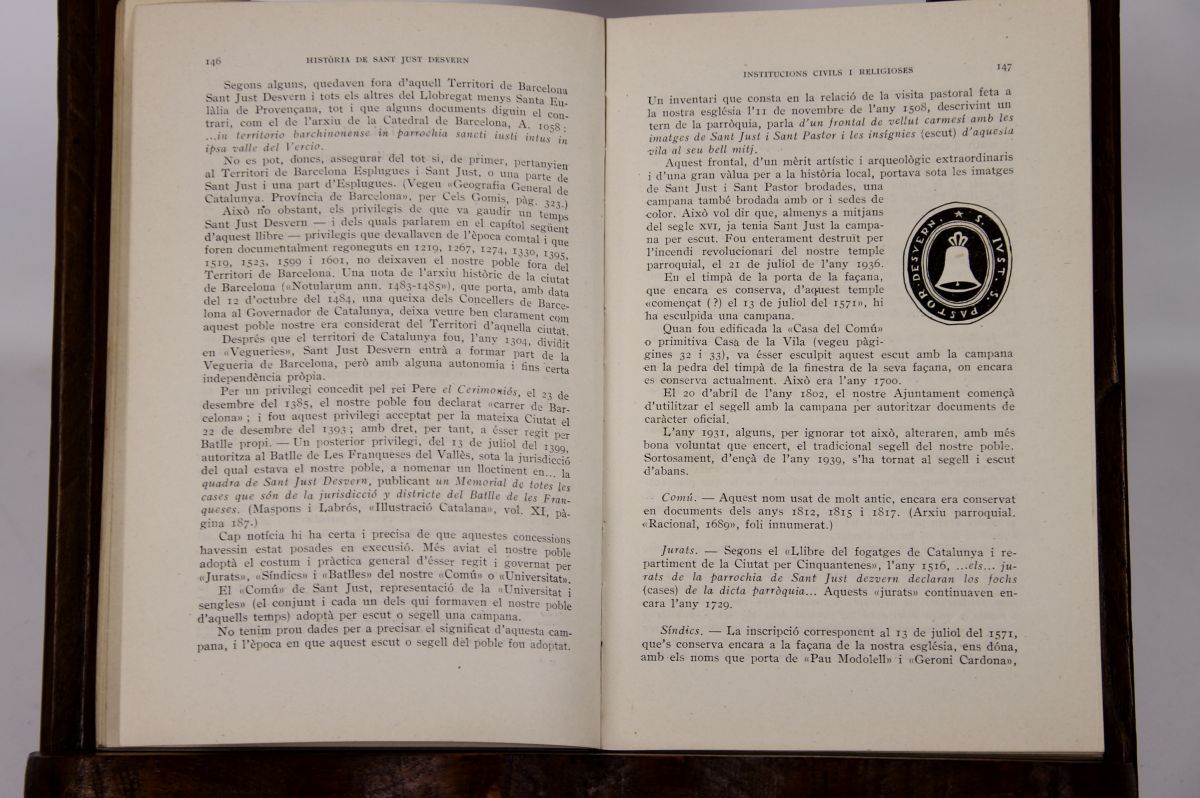 146
HISTÒRIA DE SANT JUST DESVERN
Segons alguns, quedaven fora d'aquell Territori de Barcelona
Sant Just Desvern i tots els altres del Llobregat menys Santa Eu-
làlia de Provençana, tot i que alguns documents diguin el con-
trari, com el de l'arxiu de la Catedral de Barcelona, A. 1058:
...in territorio barchinonense in parrochia sancti iusti intus in
ipsa valle del Vercio.
No es pot, doncs, assegurar del tot si, de primer, pertanyien
al Territori de Barcelona Esplugues i Sant Just, o una parte de
Sant Just i una part d'Esplugues. (Vegeu «Geografia General de
Catalunya. Província de Barcelona», per Cels Gomis, pàg. 323.)
Això no obstant, els privilegis de que va gaudir un temps
Sant Just Desvern — i dels quals parlarem en el capítol següent
d'aquest llibre — privilegis que devallaven de l'època comtal i que
foren documentalment regoneguts en 1219, 1267, 1274, 1339, 1395,
1519, 1523, 1599 i 1601, no deixaven el nostre poble fora del
Territori de Barcelona. Una nota de l'arxiu històric de la ciutat
de Barcelona («Notularum ann. 1483-1485»), que porta, amb data
del 12 d'octubre del 1484, una queixa dels Concellers de Barce-
lona al Governador de Catalunya, deixa veure ben clarament com
aquest poble nostre era considerat del Territori d'aquella ciutat.
Després que el territori de Catalunya fou, l'any 1304, dividit
en «Vegueries», Sant Just Desvern entrà a formar part de la
Vegueria de Barcelona, però amb alguna autonomia i fins certa
independència pròpia.
Per un privilegi concedit pel rei Pere el Cerimoniós, el 23 de
desembre del 1385, el nostre poble fou declarat «carrer de Bar-
celona» ; i fou aquest privilegi acceptat per la mateixa Ciutat el
22 de desembre del 1393 ; amb dret, per tant, a ésser regit per
Batlle propi. — Un posterior privilegi, del 13 de juliol del 1399,
autoritza al Batlle de Les Franqueses del Vallès, sota la jurisdicció
del qual estava el nostre poble, a nomenar un lloctinent en... la
quadra de Sant Just Desvern, publicant un Memorial de totes les
cases que són de la jurisdicció y districte del Batlle de les Fran-
queses. (Maspons i Labrós, «Illustració Catalana», vol. XI, pà-
gina 187.)
Cap notícia hi ha certa i precisa de que aquestes concessions
havessin estat posades en execusió. Més aviat el nostre poble
adoptà el costum i pràctica general d'ésser regit i governat per
«Jurats», «Síndics» i «Batlles» del nostre «Comú» o «Universitat».
El «Comú» de Sant Just, representació de la «Universitat i
sengles» (el conjunt i cada un dels qui formaven el nostre poble
d'aquells temps) adoptà per escut o segell una campana.
No tenim prou dades per a precisar el significat d'aquesta cam-
pana, i l'època en que aquest escut o segell del poble fou adoptat.
INSTITUCIONS CIVILS I RELIGIOSES
147
Un inventari que consta en la relació de la visita pastoral feta a
la nostra església l'11 de novembre de l'any 1508, descrivint un
tern de la parròquia, parla d'un frontal de vellut carmesí amb les
imatges de Sant Just i Sant Pastor i les insígnies (escut) d'aquesta
vila al seu bell mitj.
Aquest frontal, d'un mèrit artístic i arqueològic extraordinaris
i d'una gran vàlua per a la història local, portava sota les imatges
de Sant Just i Sant Pastor brodades, una
campana també brodada amb or i sedes de
color. Això vol dir que, almenys a mitjans
del segle XVI, ja tenia Sant Just la campa-
na per escut. Fou enterament destruït per
l'incendi revolucionari del nostre temple
parroquial, el 21 de juliol de l'any 1936.
En el timpà de la porta de la façana,
que encara es conserva, d'aquest temple
«començat (?) el 13 de juliol del 1571», hi
ha esculpida una campana.
Quan fou edificada la «Casa del Comú»
o primitiva Casa de la Vila (vegeu pàgi-
gines 32 i 33), va ésser esculpit aquest escut amb la campana
en la pedra del timpà de la finestra de la seva façana, on encara
es conserva actualment. Això era l'any 1700.
El 20 d'abril de l'any 1802, el nostre Ajuntament començà
d'utilitzar el segell amb la campana per autoritzar documents de
caràcter oficial.
L'any 1931, alguns, per ignorar tot això, alteraren, amb més
bona voluntat que encert, el tradicional segell del nostre poble.
Sortosament, d'ençà de l'any 1939, s'ha tornat al segell i escut
d'abans.
Comú. — Aquest nom usat de molt antic, encara era conservat
en documents dels anys 1812, 1815 i 1817. (Arxiu parroquial.
«Racional, 1689», foli innumerat.)
Jurats. — Segons el «Llibre del fogatges de Catalunya i re-
partiment de la Ciutat per Cinquantenes», l'any 1516, ...els... ju-
rats de la parrochia de Sant Just dezvern declaran los fochs
(cases) de la dicta parròquia... Aquests «jurats» continuaven en-
cara l'any 1729.
Síndics. — La inscripció corresponent al 13 de juliol del 1571,
que's conserva encara a la façana de la nostra església, ens dóna,
amb els noms que porta de «Pau Modolell» i «Geroni Cardona»,
S. IVST. S. PASTOR. DESVERN.